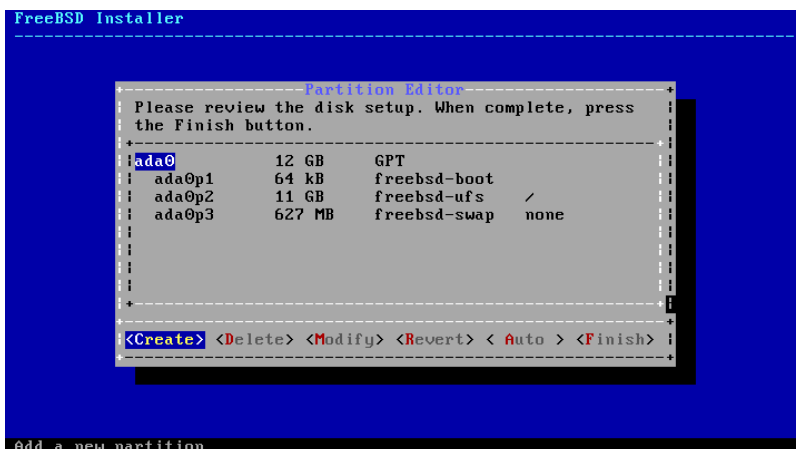 FreeBSD Installer
Partition Editor
Please review the disk setup. When complete, press
the Finish button.
ada0 12 GB GPT
ada0p1 64 kB freebsd-boot
ada0p2 11 GB freebsd-ufs /
ada0p3 627 MB freebsd-swap none
<Create> <Delete> <Modify> <Revert> < Auto > <Finish>
Add a new partition